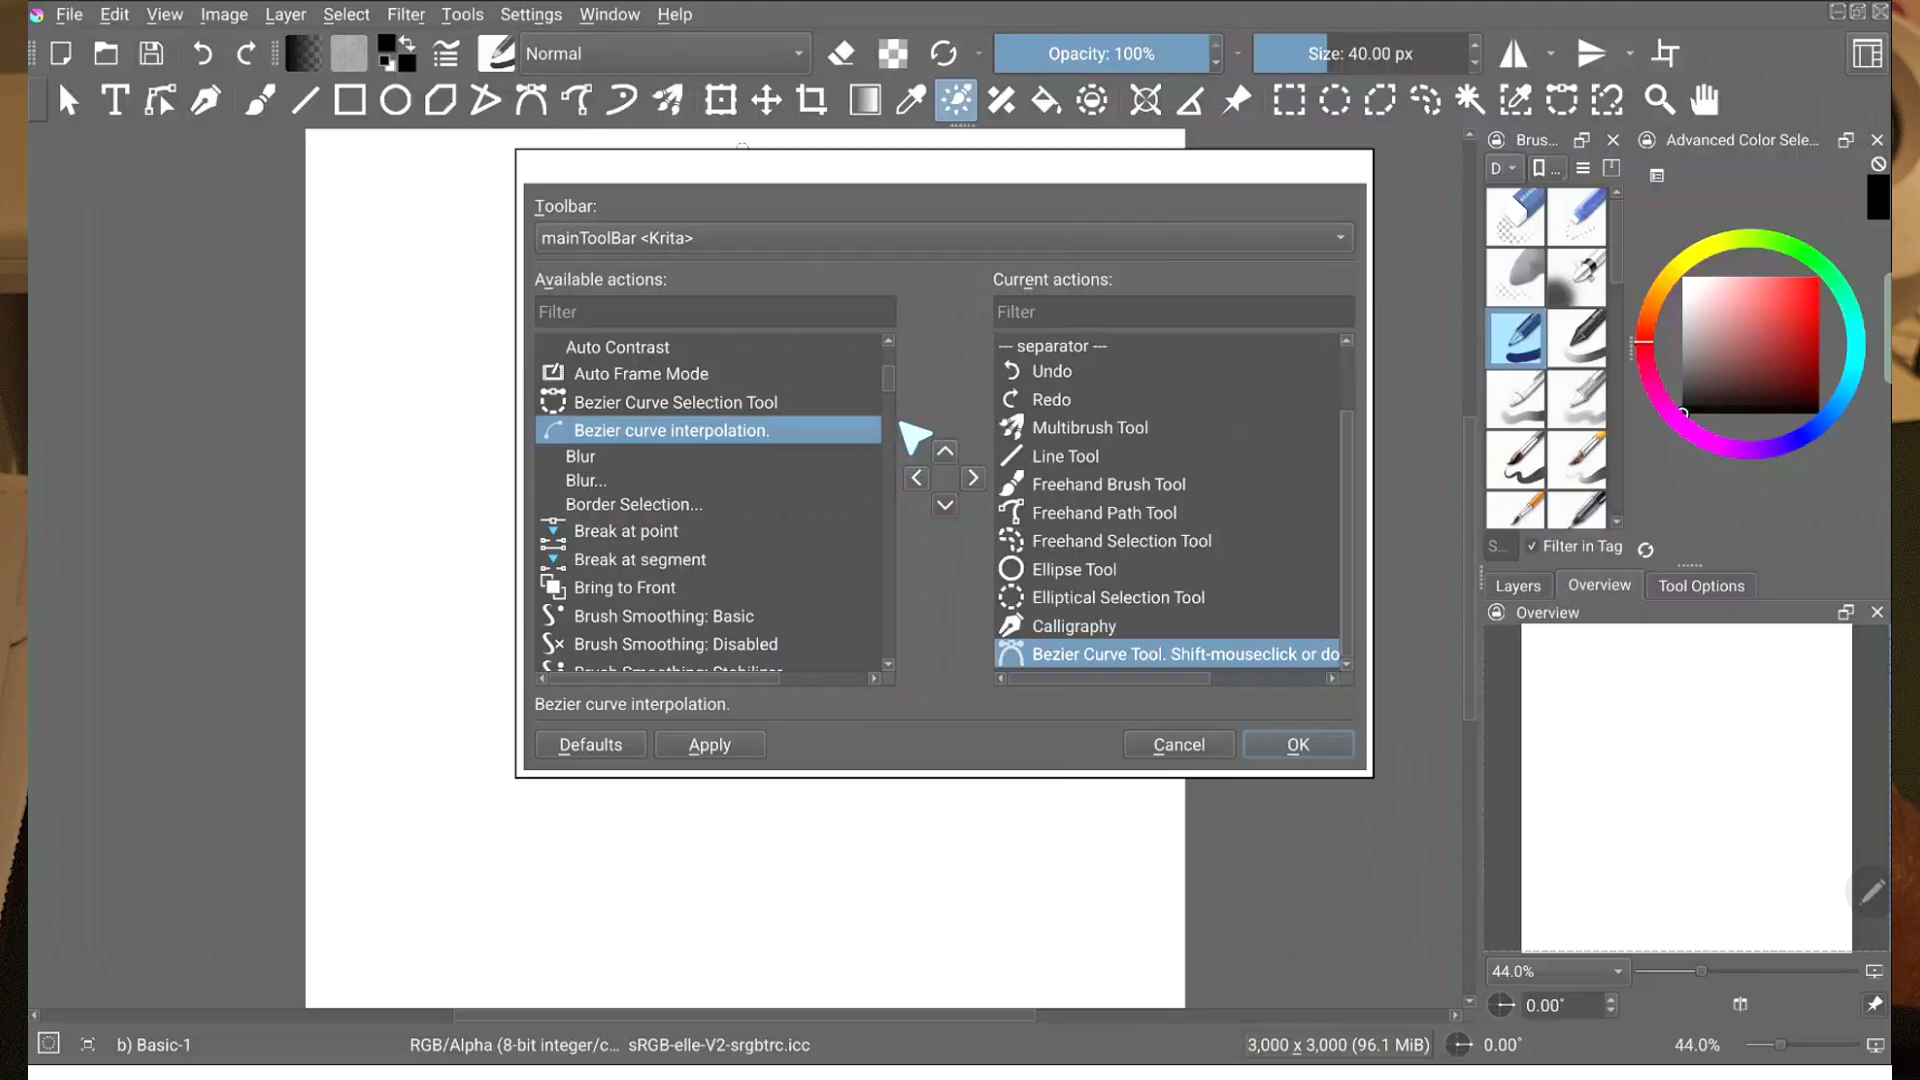 File Edit View Image Layer Select Filter Tools Settings Window Help
Normal Opacity: 100% Size: 40.00 px
Brus... Advanced Color Sele...
D ...
Toolbar:
mainToolBar <Krita>
Available actions: Current actions:
Filter Filter
Auto Contrast
Auto Frame Mode
Bezier Curve Selection Tool
Bezier curve interpolation.
Blur
Blur...
Border Selection...
Break at point
Break at segment
Bring to Front
Brush Smoothing: Basic
Brush Smoothing: Disabled
Brush Smoothing: Stabilizer
--- separator ---
Undo
Redo
Multibrush Tool
Line Tool
Freehand Brush Tool
Freehand Path Tool
Freehand Selection Tool
Ellipse Tool
Elliptical Selection Tool
Calligraphy
Bezier Curve Tool. Shift-mouseclick or do
Bezier curve interpolation.
Defaults Apply Cancel OK
S... Filter in Tag
Layers Overview Tool Options
Overview
44.0%
0.00°
b) Basic-1 RGB/Alpha (8-bit integer/c... sRGB-elle-V2-srgbtrc.icc 3,000 x 3,000 (96.1 MiB) 0.00° 44.0%